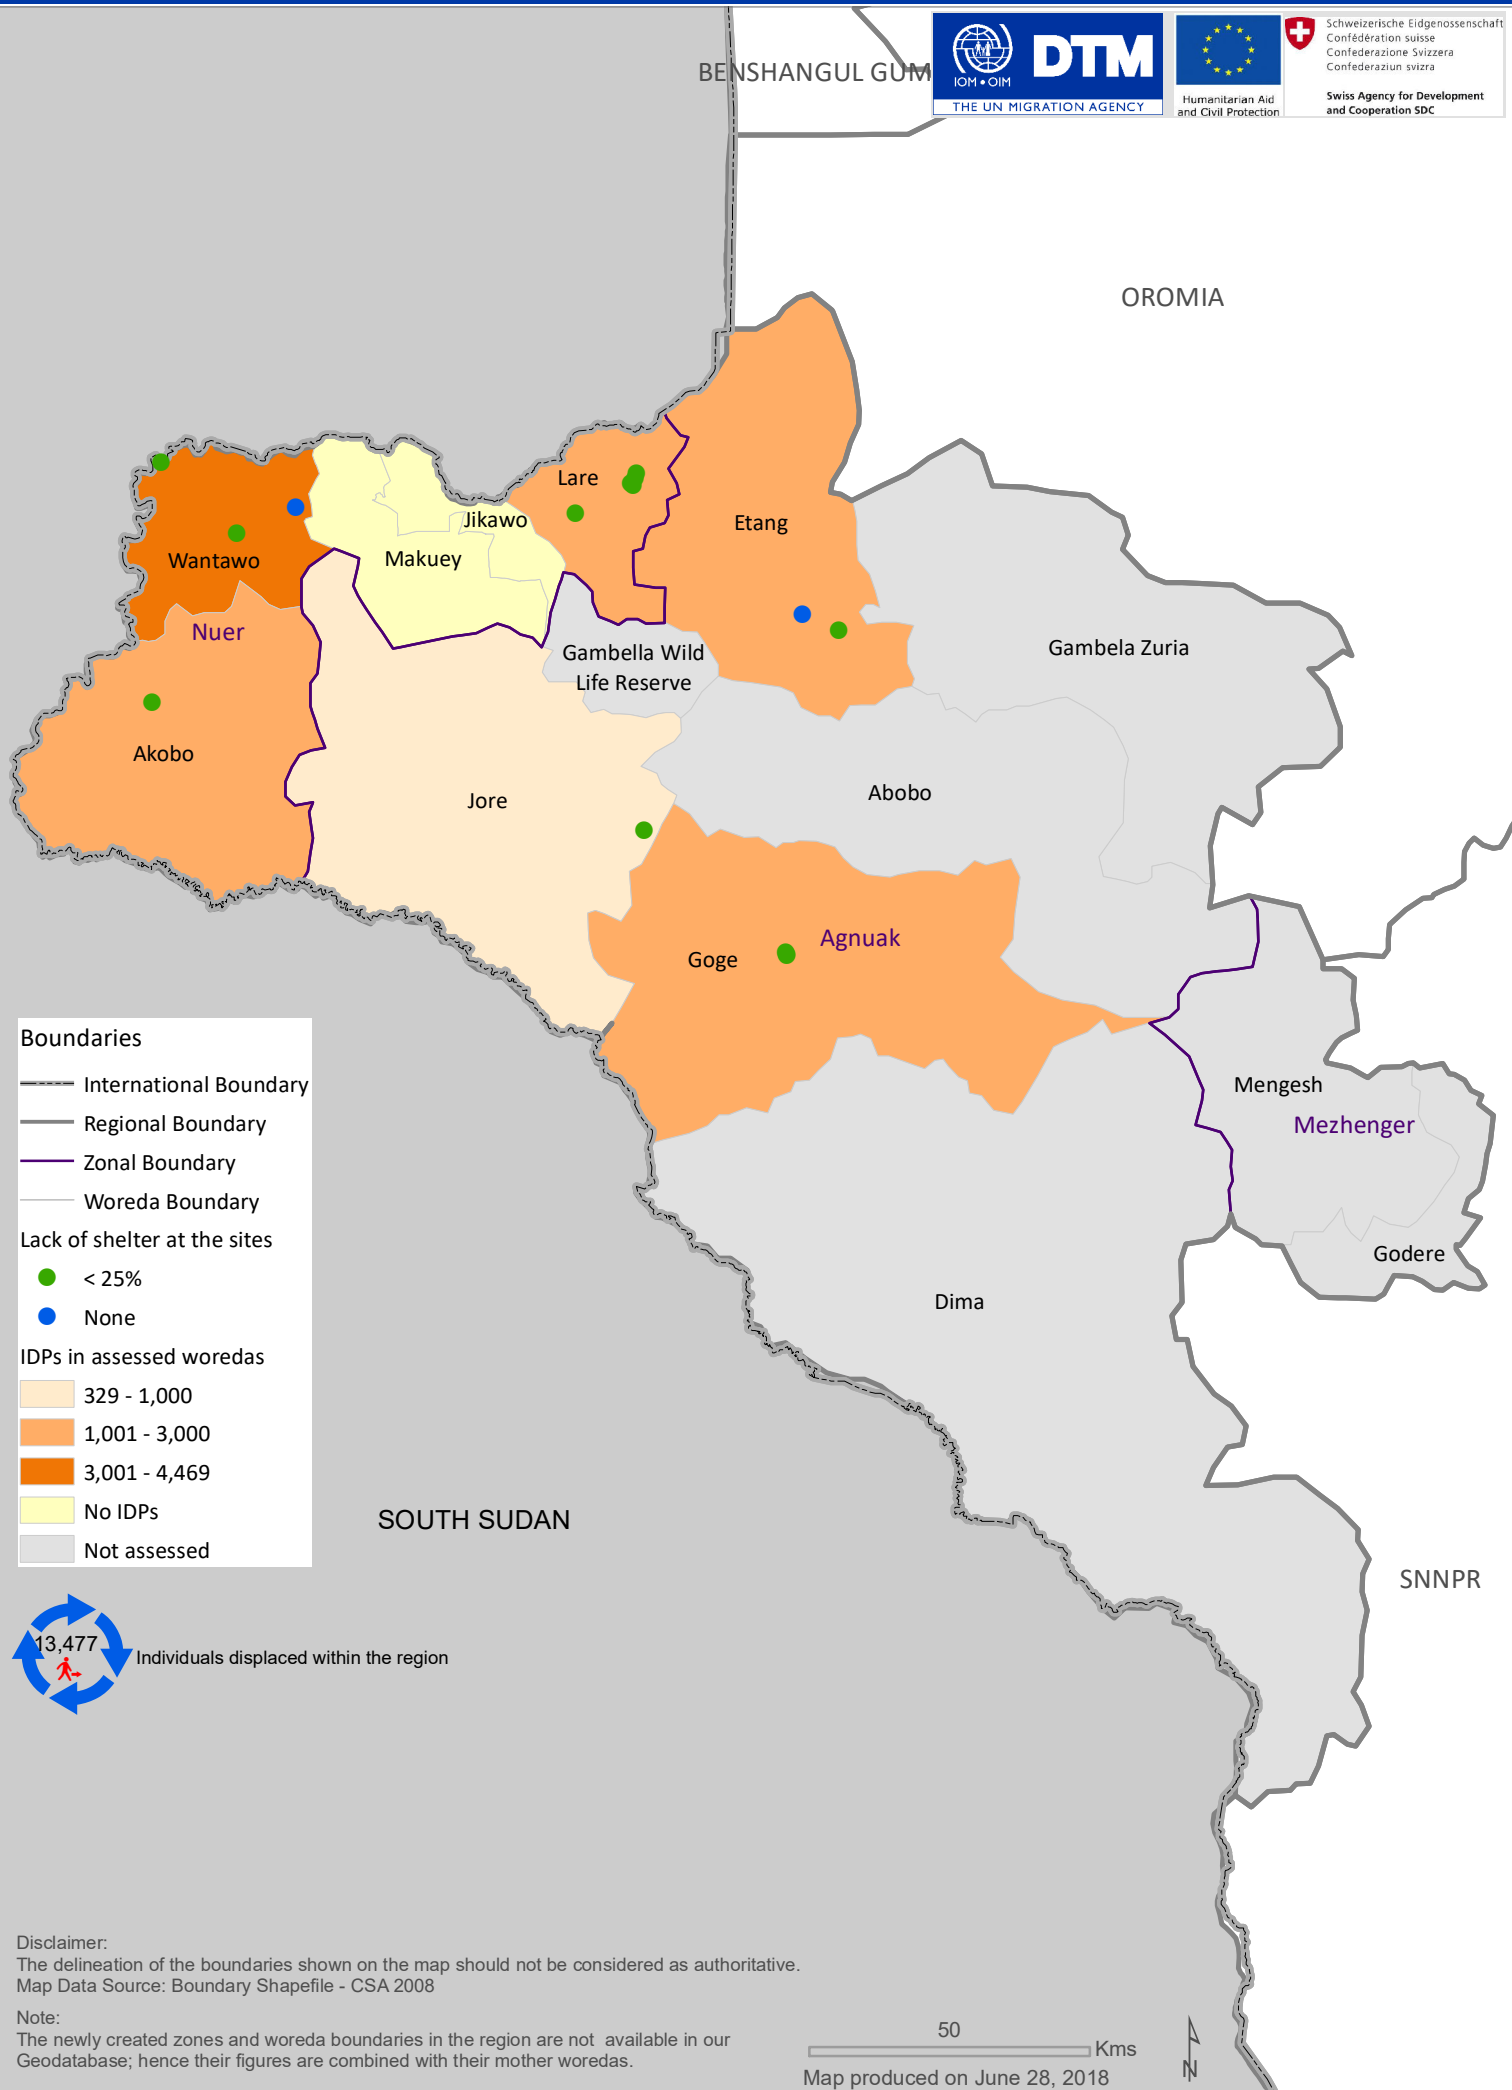 BENSHANGUL GUM
IOM • OIM
DTM
THE UN MIGRATION AGENCY
Humanitarian Aid
and Civil Protection
Schweizerische Eidgenossenschaft
Confédération suisse
Confederazione Svizzera
Confederaziun svizra
Swiss Agency for Development
and Cooperation SDC
OROMIA
Lare
Jikawo
Etang
Wantawo
Makuey
Nuer
Gambella Wild
Life Reserve
Gambela Zuria
Akobo
Jore
Abobo
Agnuak
Goge
Mengesh
Mezhenger
Godere
Dima
SOUTH SUDAN
SNNPR
Boundaries
International Boundary
Regional Boundary
Zonal Boundary
Woreda Boundary
Lack of shelter at the sites
< 25%
None
IDPs in assessed woredas
329 - 1,000
1,001 - 3,000
3,001 - 4,469
No IDPs
Not assessed
13,477
Individuals displaced within the region
Disclaimer:
The delineation of the boundaries shown on the map should not be considered as authoritative.
Map Data Source: Boundary Shapefile - CSA 2008
Note:
The newly created zones and woreda boundaries in the region are not available in our
Geodatabase; hence their figures are combined with their mother woredas.
50
Kms
N
Map produced on June 28, 2018